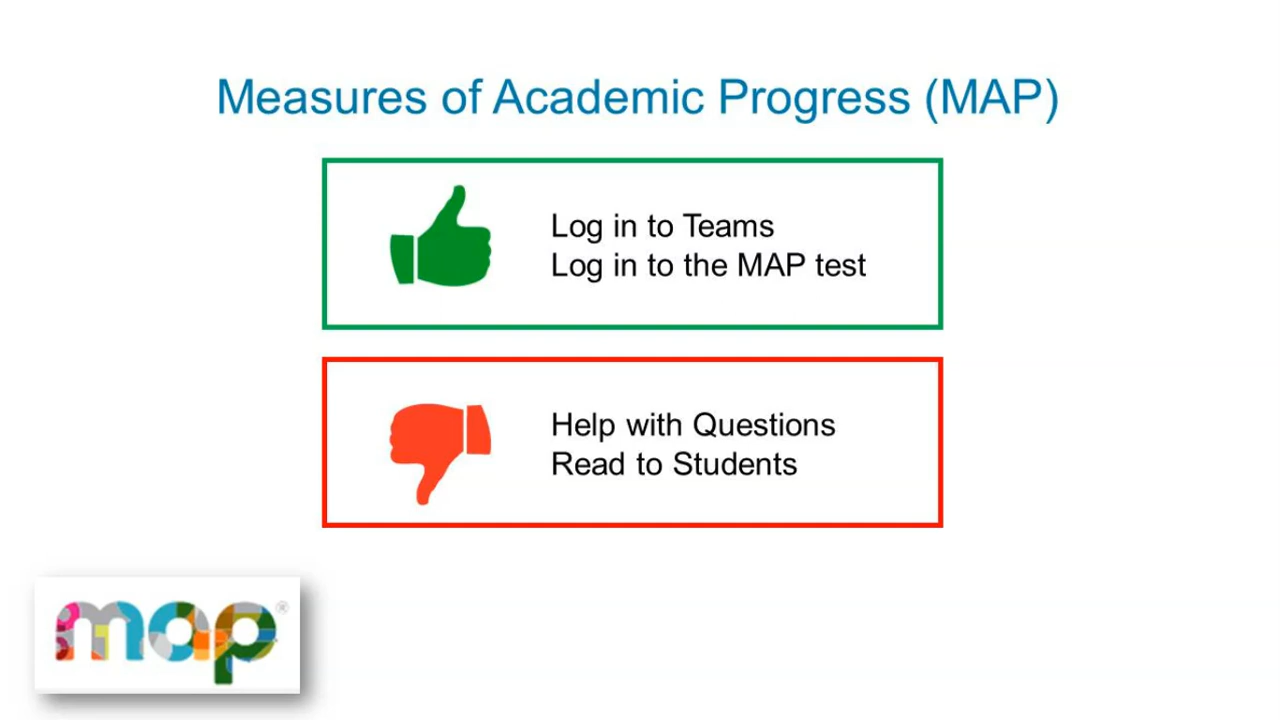 Measures of Academic Progress (MAP)
Log in to Teams
Log in to the MAP test
Help with Questions
Read to Students
map®